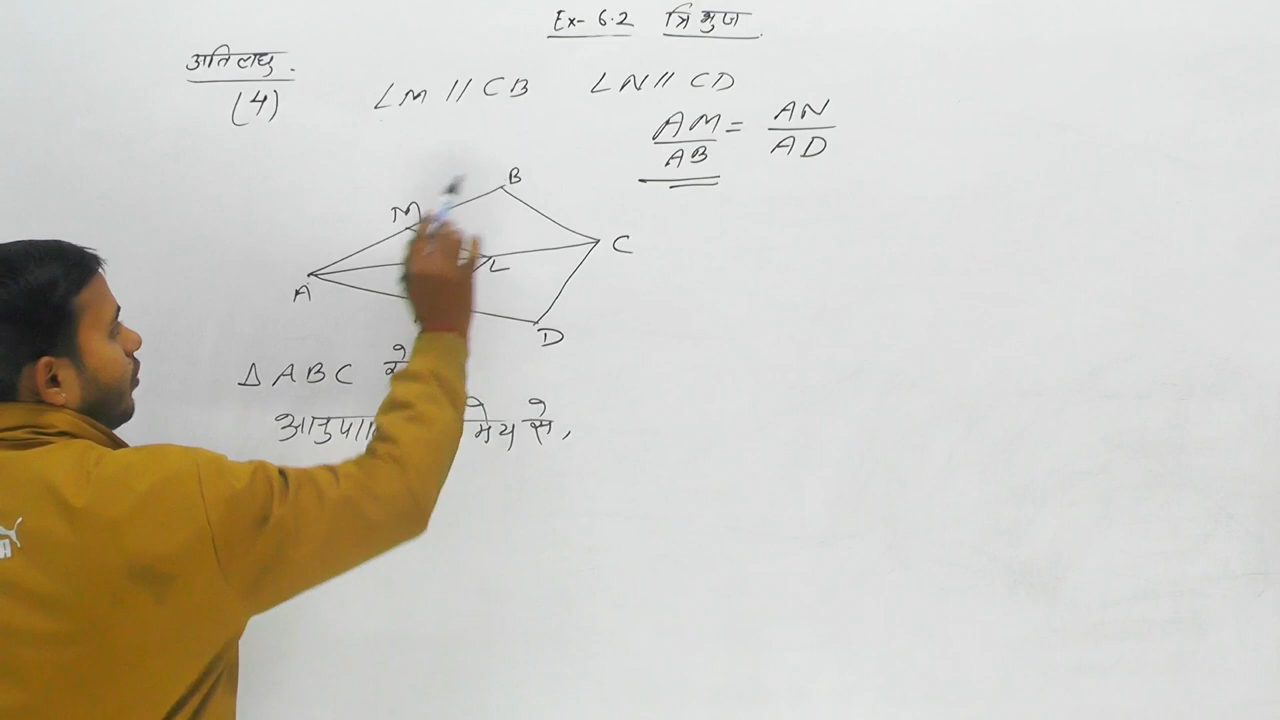 Ex- 6.2 त्रिभुज
अतिलघु.
(4)
LM // CB LN // CD
AM/AB = AN/AD
B
M
C
L
A
D
Δ ABC
मेय से,